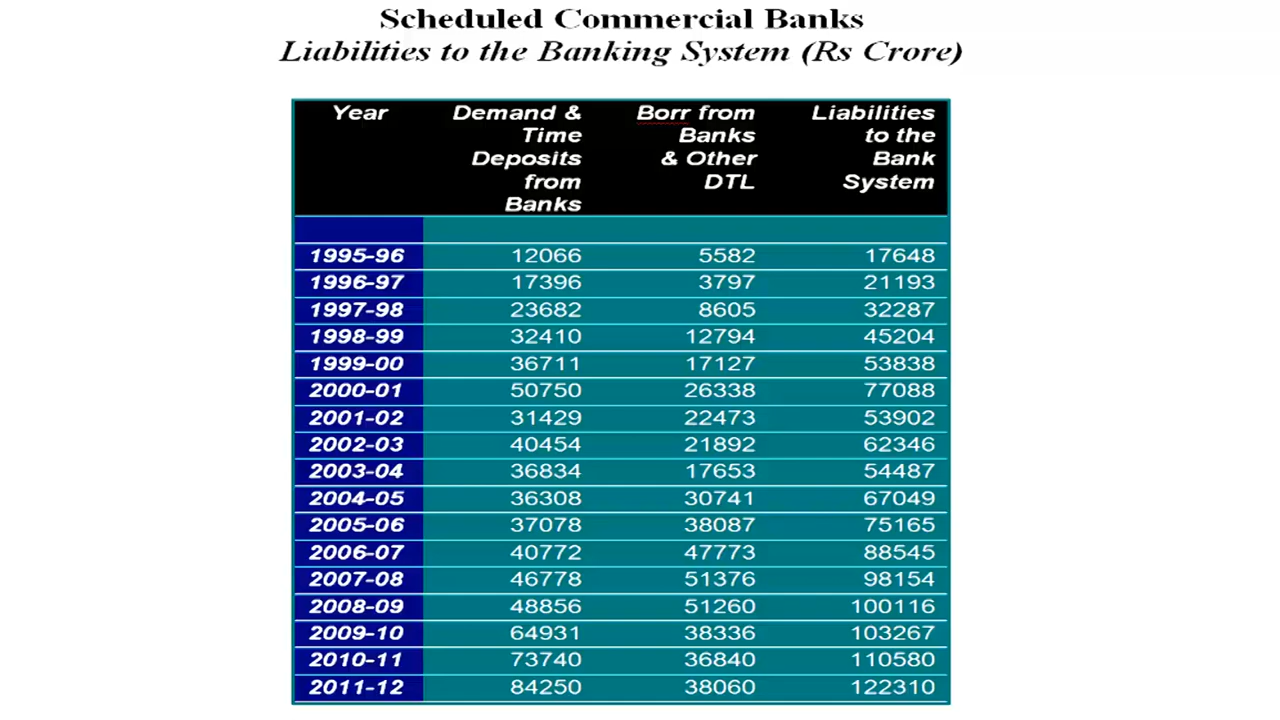 Scheduled Commercial Banks
Liabilities to the Banking System (Rs Crore)
Year Demand & Time Deposits from Banks Borr from Banks & Other DTL Liabilities to the Bank System
1995-96 12066 5582 17648
1996-97 17396 3797 21193
1997-98 23682 8605 32287
1998-99 32410 12794 45204
1999-00 36711 17127 53838
2000-01 50750 26338 77088
2001-02 31429 22473 53902
2002-03 40454 21892 62346
2003-04 36834 17653 54487
2004-05 36308 30741 67049
2005-06 37078 38087 75165
2006-07 40772 47773 88545
2007-08 46778 51376 98154
2008-09 48856 51260 100116
2009-10 64931 38336 103267
2010-11 73740 36840 110580
2011-12 84250 38060 122310